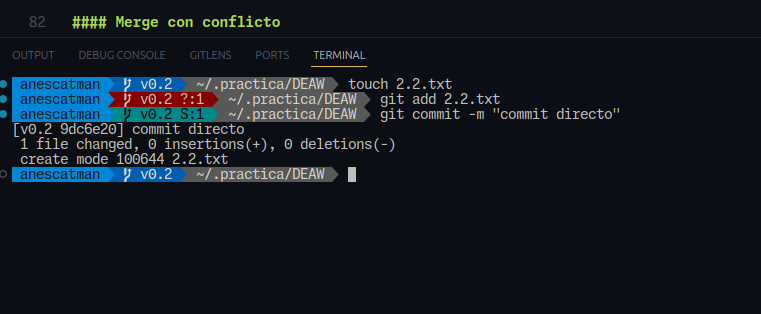 82 #### Merge con conflicto
OUTPUT DEBUG CONSOLE GITLENS PORTS TERMINAL
anescatman v0.2 ~/.practica/DEAW touch 2.2.txt
anescatman v0.2 ?:1 ~/.practica/DEAW git add 2.2.txt
anescatman v0.2 S:1 ~/.practica/DEAW git commit -m "commit directo"
[v0.2 9dc6e20] commit directo
1 file changed, 0 insertions(+), 0 deletions(-)
create mode 100644 2.2.txt
anescatman v0.2 ~/.practica/DEAW